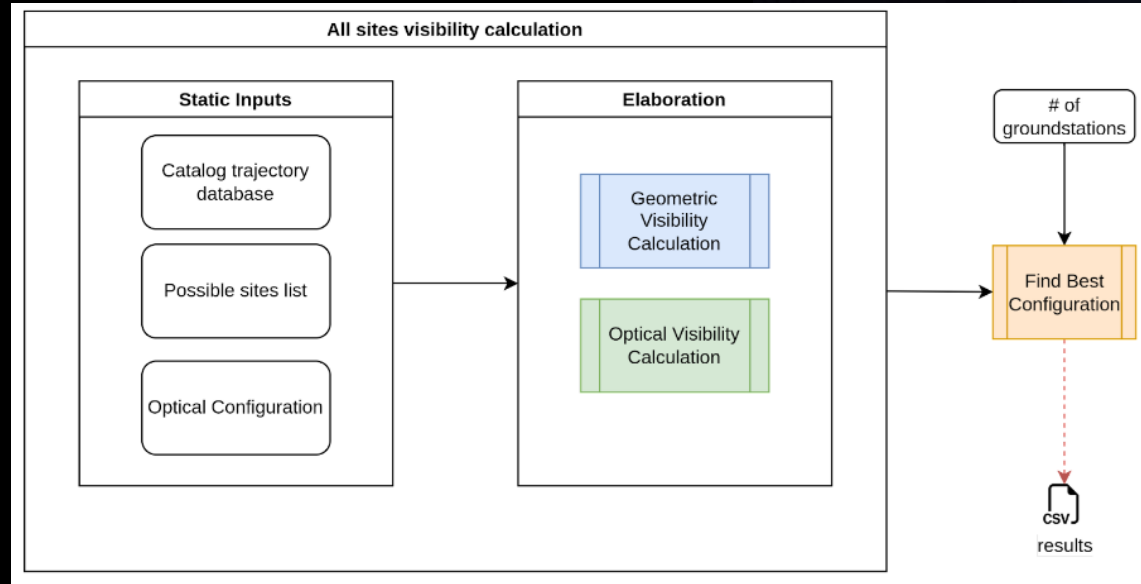 All sites visibility calculation
Static Inputs
Catalog trajectory
database
Possible sites list
Optical Configuration
Elaboration
Geometric
Visibility
Calculation
Optical Visibility
Calculation
# of
groundstations
Find Best
Configuration
CSV
results